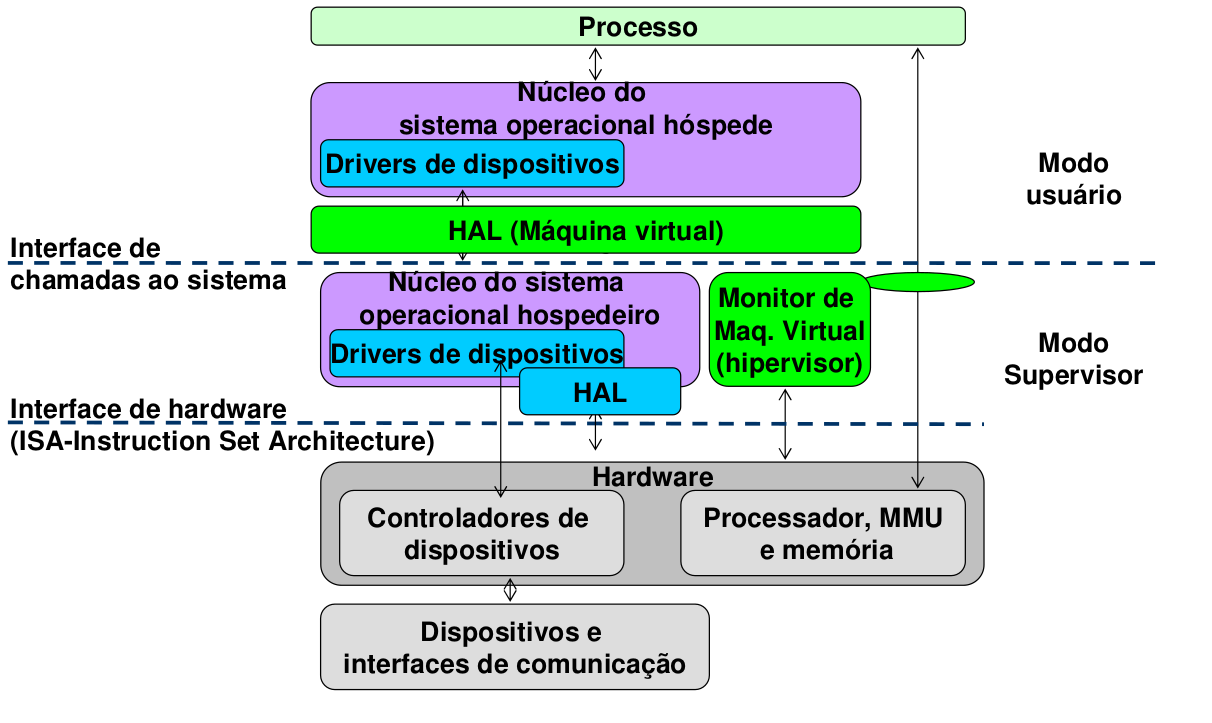 Processo
Núcleo do
sistema operacional hóspede
Drivers de dispositivos
Modo
usuário
HAL (Máquina virtual)
Interface de
chamadas ao sistema
Núcleo do sistema
operacional hospedeiro
Drivers de dispositivos
HAL
Monitor de
Maq. Virtual
(hipervisor)
Modo
Supervisor
Interface de hardware
(ISA-Instruction Set Architecture)
Hardware
Controladores de
dispositivos
Processador, MMU
e memória
Dispositivos e
interfaces de comunicação